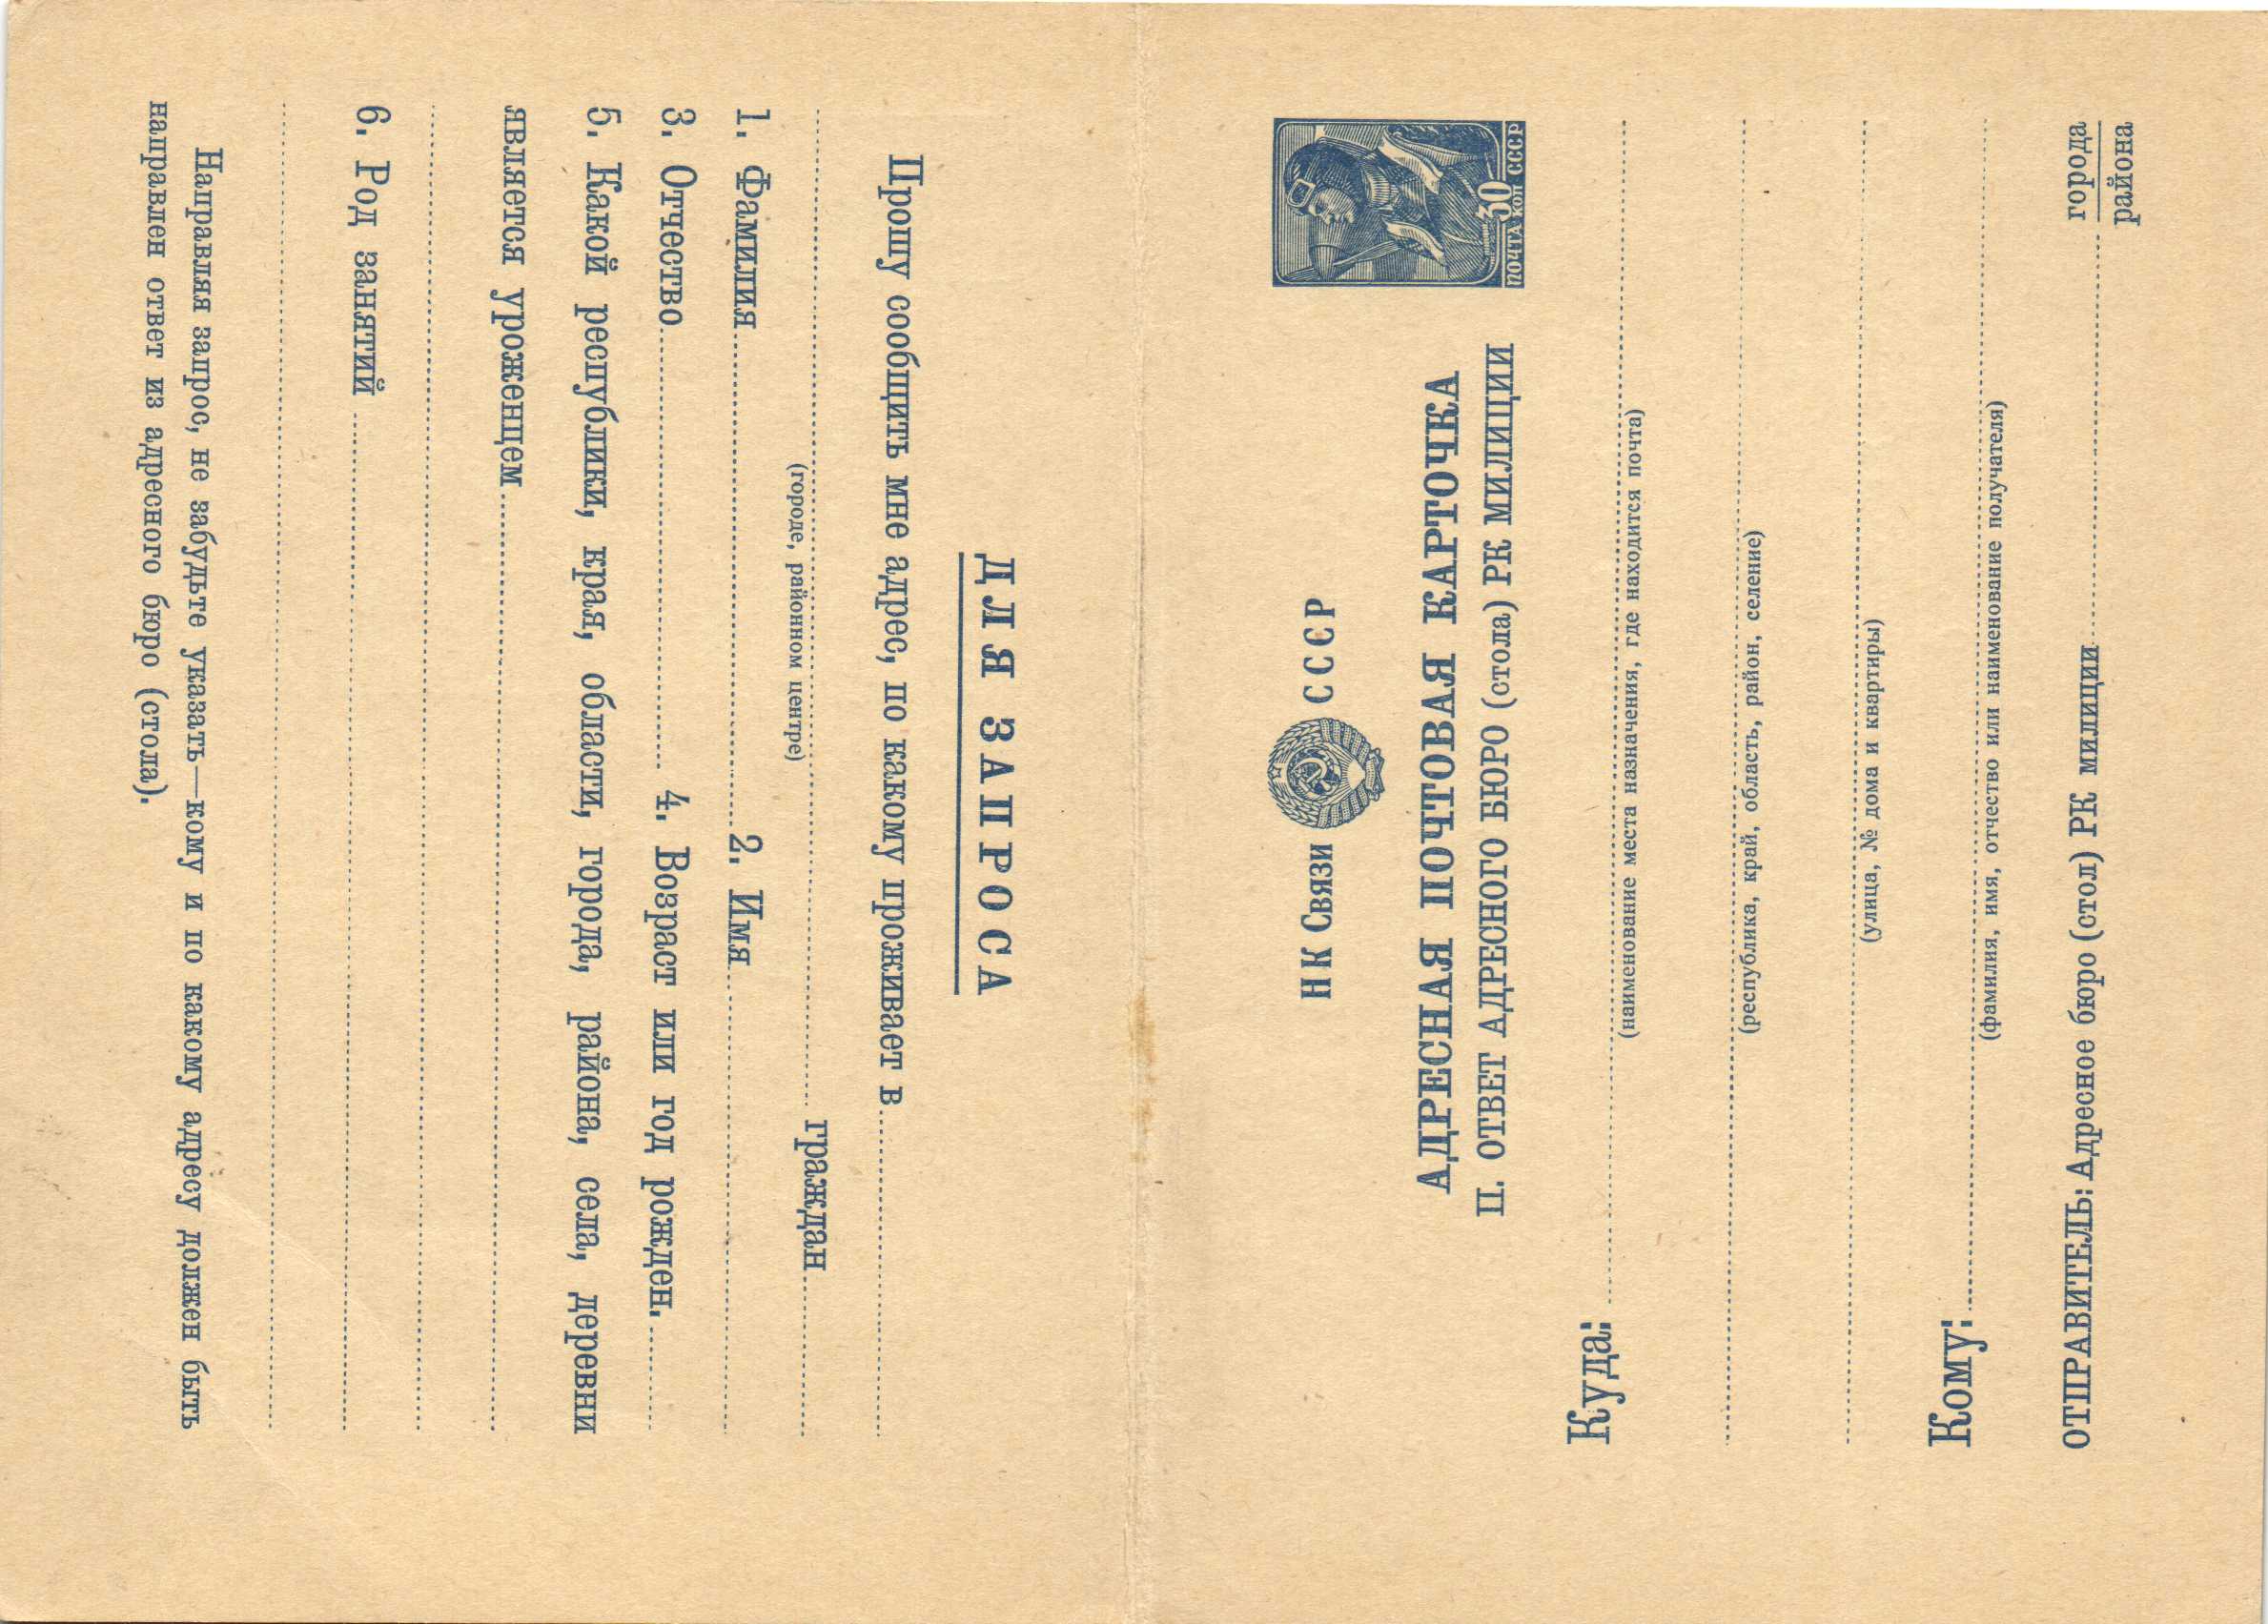 ДЛЯ ЗАПРОСА
Прошу сообщить мне адрес, по какому проживает в
граждан
(городе, районном центре)
1. Фамилия 2. Имя
3. Отчество 4. Возраст или год рожден.
5. Какой республики, края, области, города, района, села, деревни
является уроженцем
6. Род занятий
Направляя запрос, не забудьте указать—кому и по какому адресу должен быть
направлен ответ из адресного бюро (стола).
НК Связи СССР
ПОЧТА СССР
30 КОП
АДРЕСНАЯ ПОЧТОВАЯ КАРТОЧКА
II. ОТВЕТ АДРЕСНОГО БЮРО (стола) РК МИЛИЦИИ
Куда:
(наименование места назначения, где находится почта)
(республика, край, область, район, селение)
(улица, № дома и квартиры)
Кому:
(фамилия, имя, отчество или наименование получателя)
ОТПРАВИТЕЛЬ: Адресное бюро (стол) РК милиции города
района